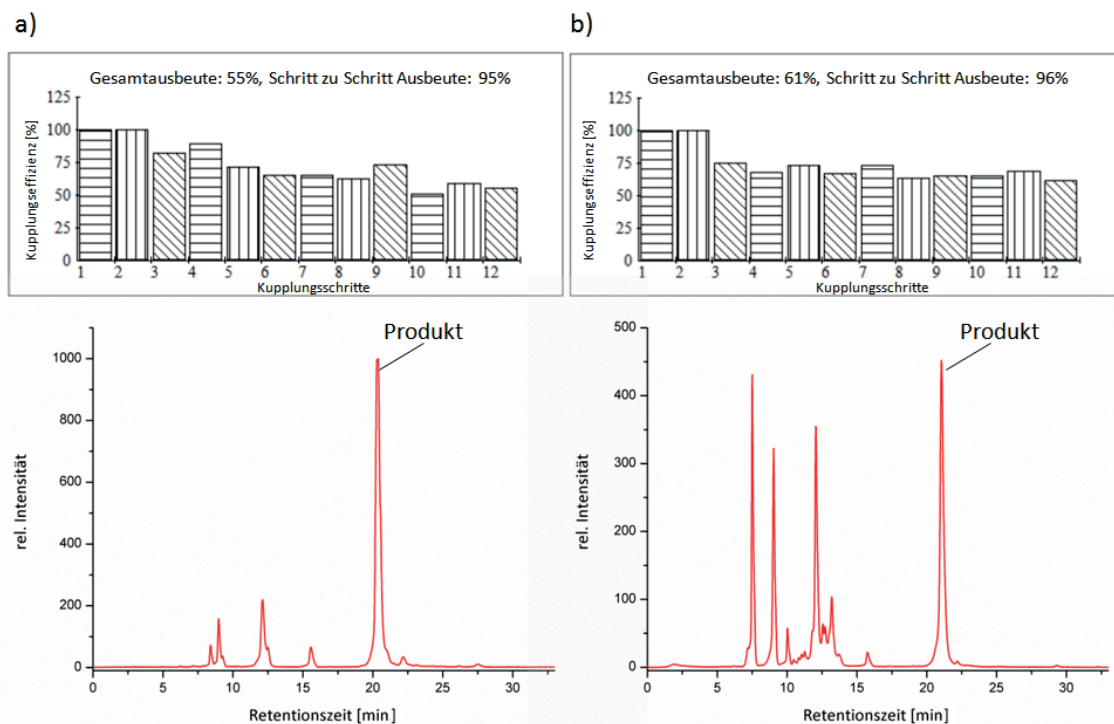 a)
Gesamtausbeute: 55%, Schritt zu Schritt Ausbeute: 95%
Kupplungseffizienz [%]
125
100
75
50
25
0
1 2 3 4 5 6 7 8 9 10 11 12
Kupplungsschritte
b)
Gesamtausbeute: 61%, Schritt zu Schritt Ausbeute: 96%
Kupplungseffizienz [%]
125
100
75
50
25
0
1 2 3 4 5 6 7 8 9 10 11 12
Kupplungsschritte
Produkt
rel. Intensität
1000
800
600
400
200
0
0 5 10 15 20 25 30
Retentionszeit [min]
Produkt
rel. Intensität
500
400
300
200
100
0
0 5 10 15 20 25 30
Retentionszeit [min]